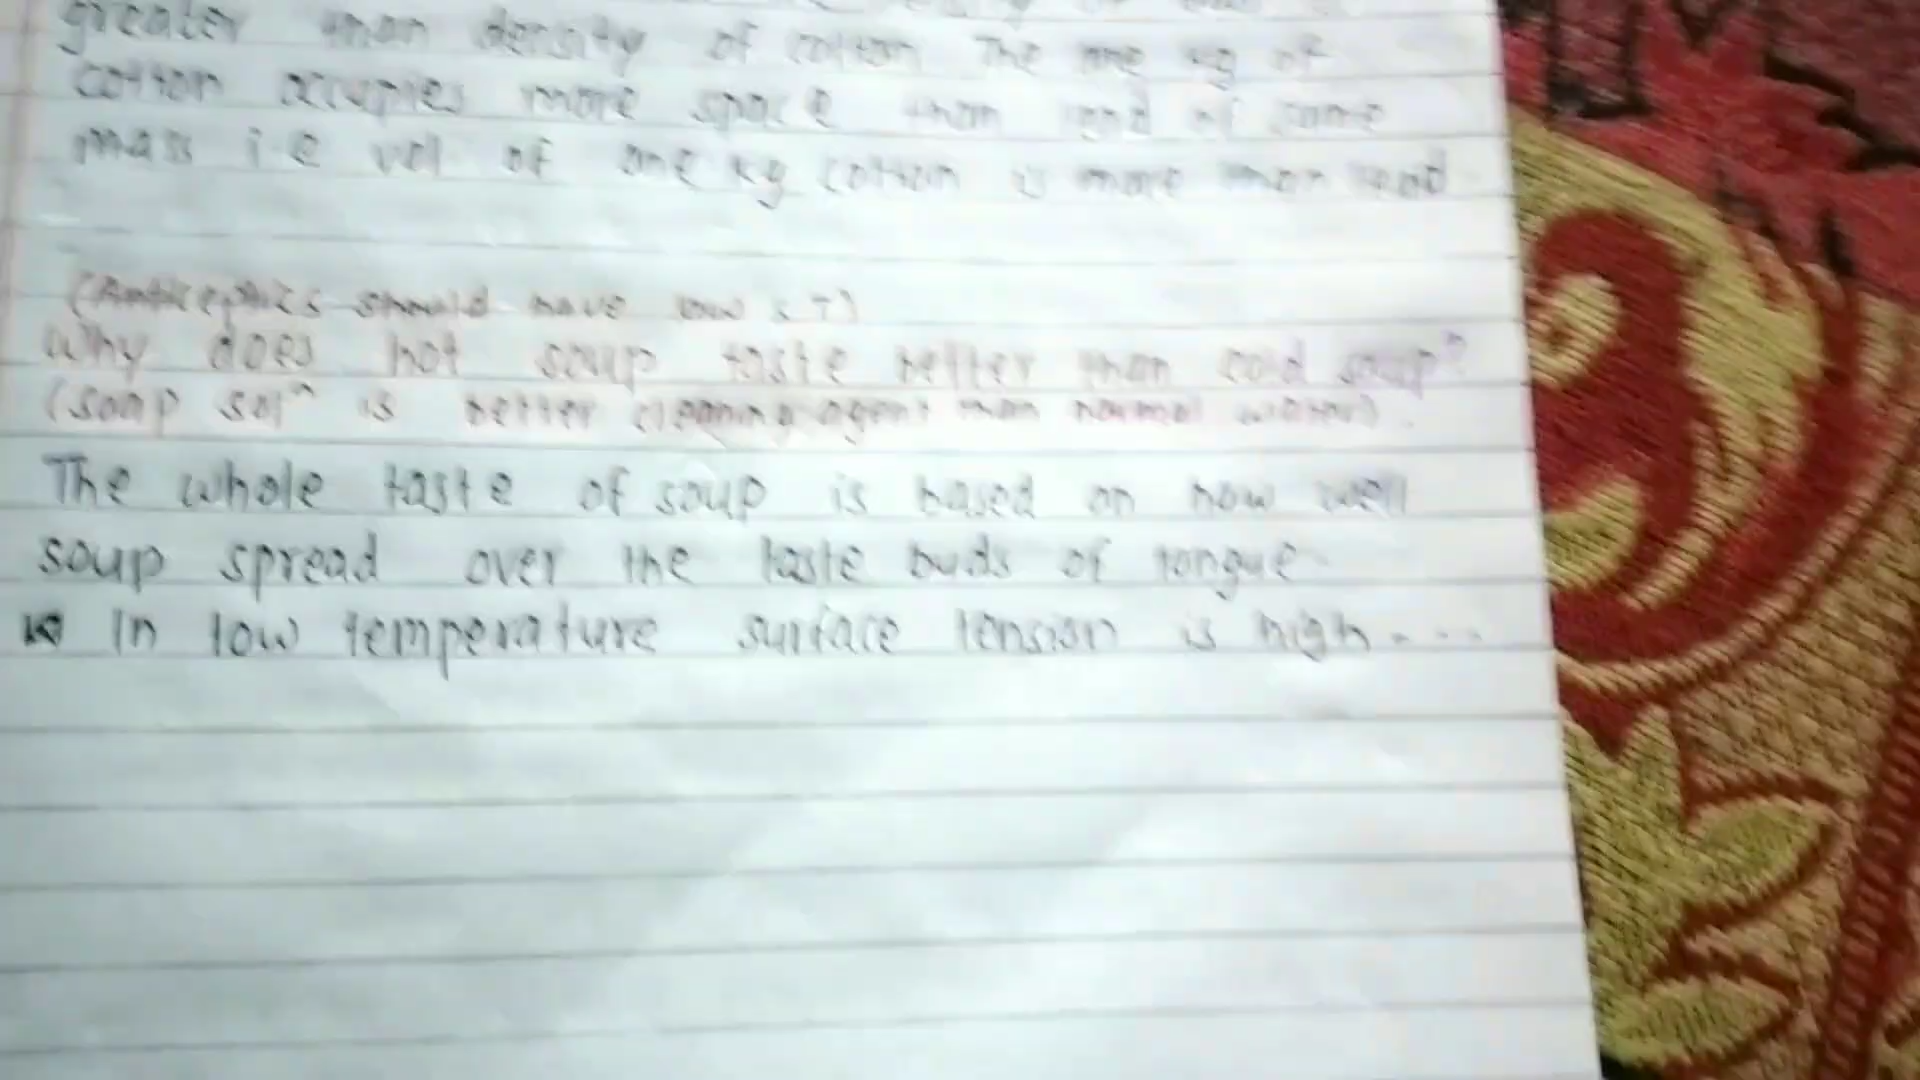 greater than density of cotton The one kg of
cotton occupies more space than lead of same
mass i.e vol of one kg cotton is more than lead
(Anticeptics should have low S.T)
Why does hot soup taste better than cold soup?
(soap solⁿ is better cleaning agent than normal water).
The whole taste of soup is based on how well
soup spread over the taste buds of tongue.
In low temperature surface tension is high - - - -